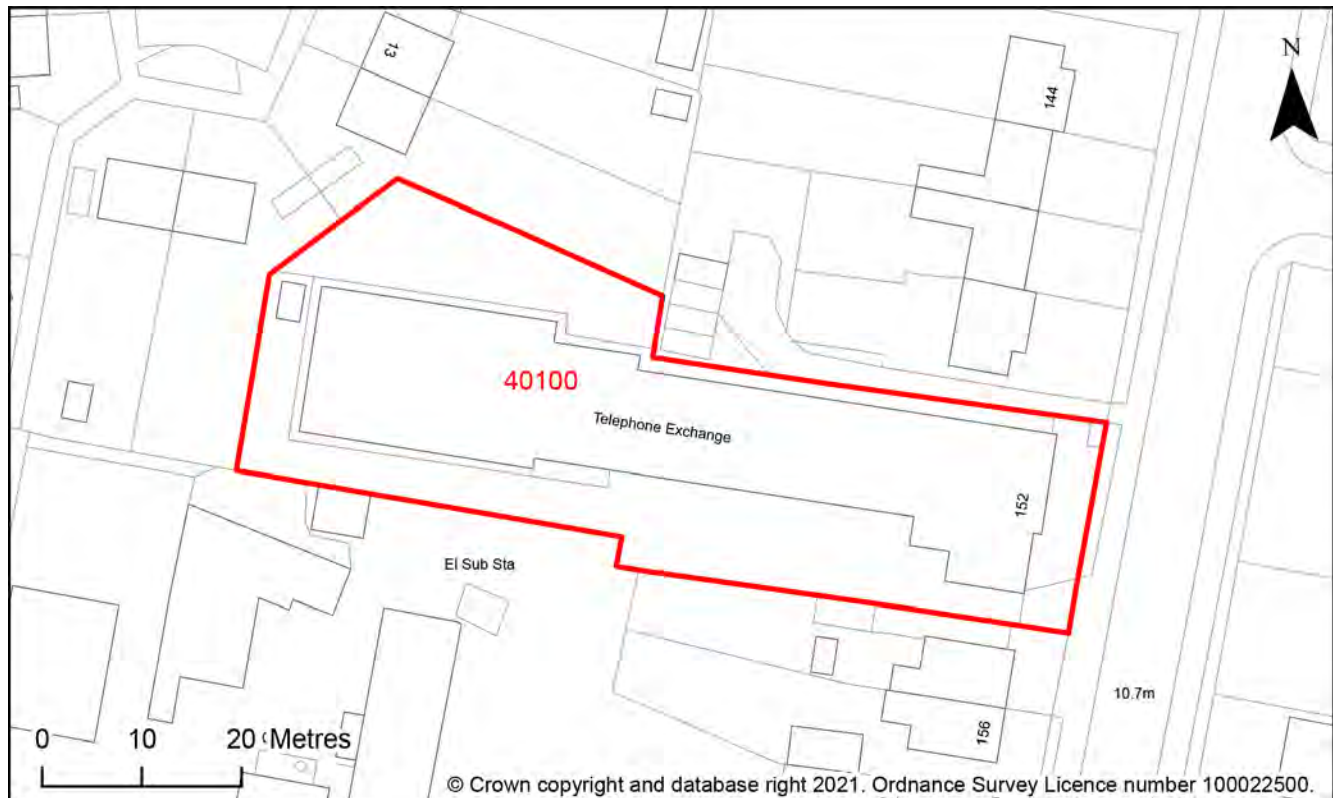 13
N
144
40100
Telephone Exchange
152
El Sub Sta
10.7m
156
0 10 20 Metres
© Crown copyright and database right 2021. Ordnance Survey Licence number 100022500.